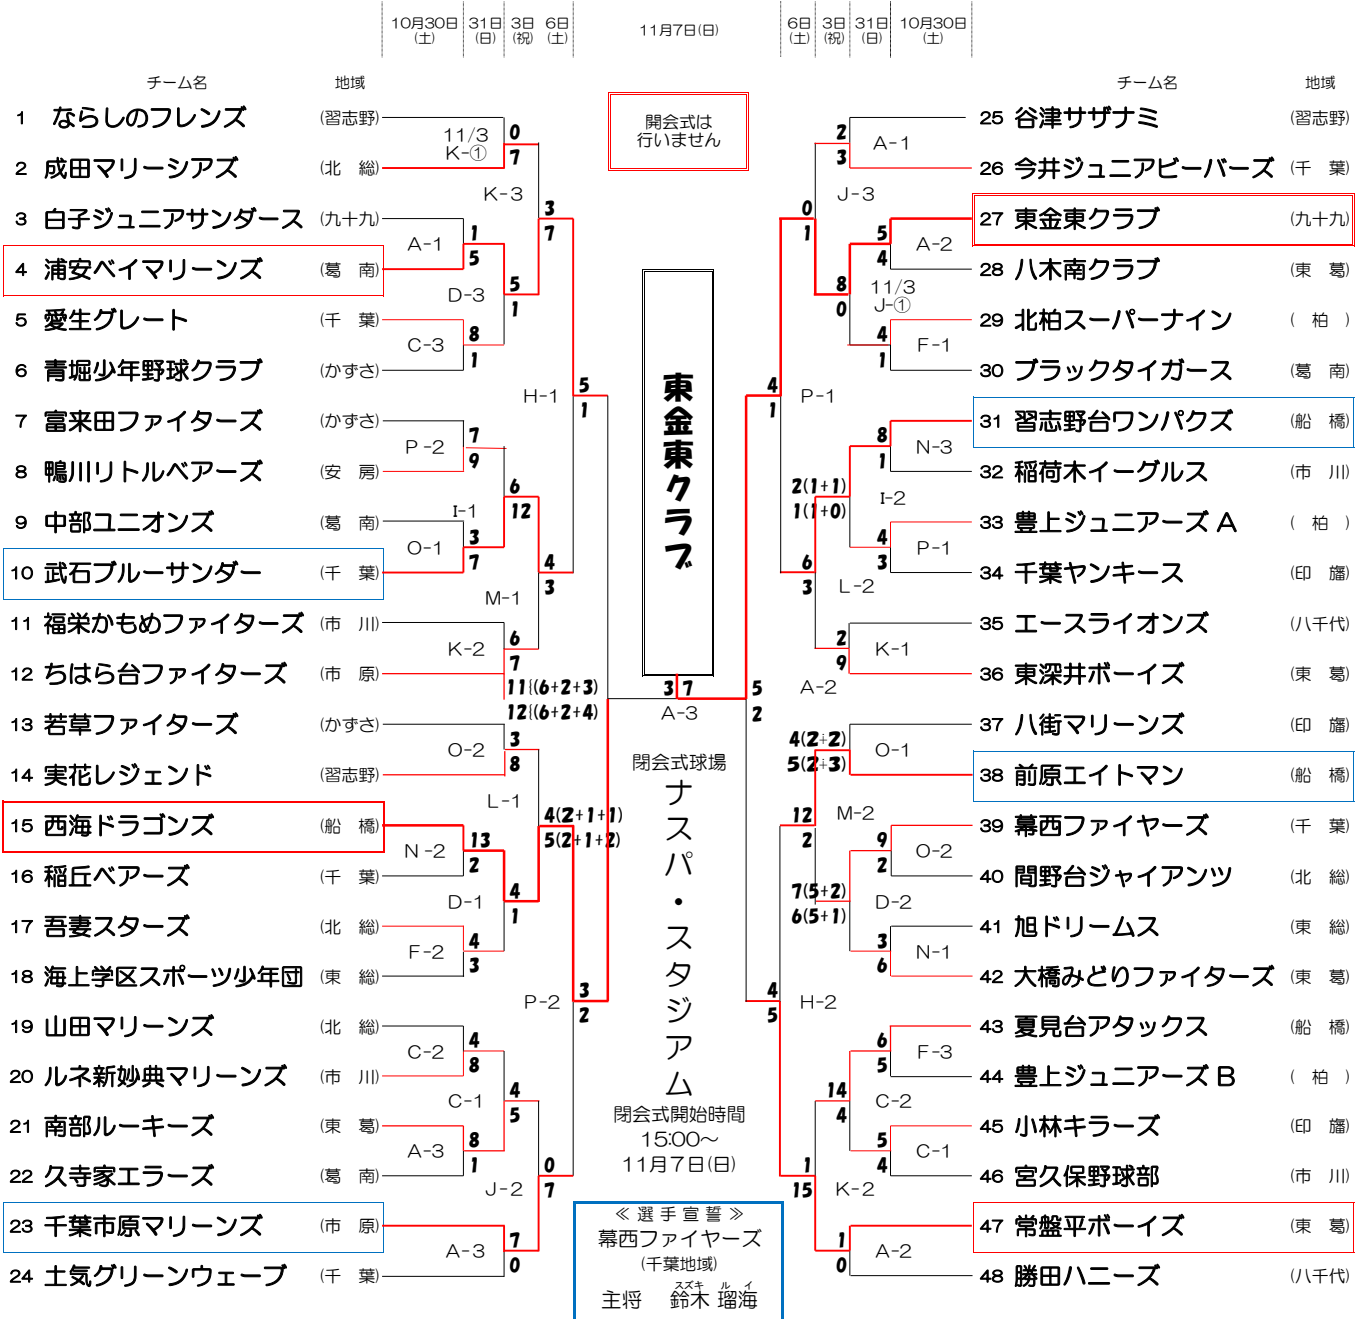 10月30日(土) 31日(日) 3日(祝) 6日(土) 11月7日(日) 6日(土) 3日(祝) 31日(日) 10月30日(土)
チーム名 地域
1 ならしのフレンズ (習志野)
2 成田マリーシアズ (北 総)
3 白子ジュニアサンダース (九十九)
4 浦安ベイマリーンズ (葛 南)
5 愛生グレート (千 葉)
6 青堀少年野球クラブ (かずさ)
7 富来田ファイターズ (かずさ)
8 鴨川リトルベアーズ (安 房)
9 中部ユニオンズ (葛 南)
10 武石ブルーサンダー (千 葉)
11 福栄かもめファイターズ (市 川)
12 ちはら台ファイターズ (市 原)
13 若草ファイターズ (かずさ)
14 実花レジェンド (習志野)
15 西海ドラゴンズ (船 橋)
16 稲丘ベアーズ (千 葉)
17 吾妻スターズ (北 総)
18 海上学区スポーツ少年団 (東 総)
19 山田マリーンズ (北 総)
20 ルネ新妙典マリーンズ (市 川)
21 南部ルーキーズ (東 葛)
22 久寺家エラーズ (葛 南)
23 千葉市原マリーンズ (市 原)
24 土気グリーンウェーブ (千 葉)
11/3
K-①
0
7
K-3
A-1
1
5
3
7
D-3
5
1
C-3
8
1
H-1
5
1
P-2
7
9
I-1
6
12
O-1
3
7
4
3
M-1
K-2
6
7
11{(6+2+3)
12{(6+2+4)
O-2
3
8
L-1
4(2+1+1)
5(2+1+2)
N-2
13
2
D-1
4
1
F-2
4
3
P-2
3
2
C-2
4
8
C-1
4
5
A-3
8
1
J-2
0
7
A-3
7
0
開会式は
行いません
東金東クラブ
3 7
A-3
閉会式球場
ナスパ・スタジアム
閉会式開始時間
15:00～
11月7日(日)
≪ 選 手 宣 誓 ≫
幕西ファイヤーズ
(千葉地域)
スズキ ル イ
主将 鈴木 瑠海
チーム名 地域
25 谷津サザナミ (習志野)
26 今井ジュニアビーバーズ (千 葉)
27 東金東クラブ (九十九)
28 八木南クラブ (東 葛)
29 北柏スーパーナイン ( 柏 )
30 ブラックタイガース (葛 南)
31 習志野台ワンパクズ (船 橋)
32 稲荷木イーグルス (市 川)
33 豊上ジュニアーズ A ( 柏 )
34 千葉ヤンキース (印 旛)
35 エースライオンズ (八千代)
36 東深井ボーイズ (東 葛)
37 八街マリーンズ (印 旛)
38 前原エイトマン (船 橋)
39 幕西ファイヤーズ (千 葉)
40 間野台ジャイアンツ (北 総)
41 旭ドリームス (東 総)
42 大橋みどりファイターズ (東 葛)
43 夏見台アタックス (船 橋)
44 豊上ジュニアーズ B ( 柏 )
45 小林キラーズ (印 旛)
46 宮久保野球部 (市 川)
47 常盤平ボーイズ (東 葛)
48 勝田ハニーズ (八千代)
2
3
A-1
J-3
0
1
5
4
A-2
8
0
11/3
J-①
4
1
F-1
4
1
P-1
8
1
N-3
2(1+1)
1(1+0)
I-2
4
3
P-1
6
3
L-2
2
9
K-1
5
2
A-2
4(2+2)
5(2+3)
O-1
12
2
M-2
9
2
O-2
7(5+2)
6(5+1)
D-2
3
6
N-1
4
5
H-2
6
5
F-3
14
4
C-2
5
4
C-1
1
15
K-2
1
0
A-2